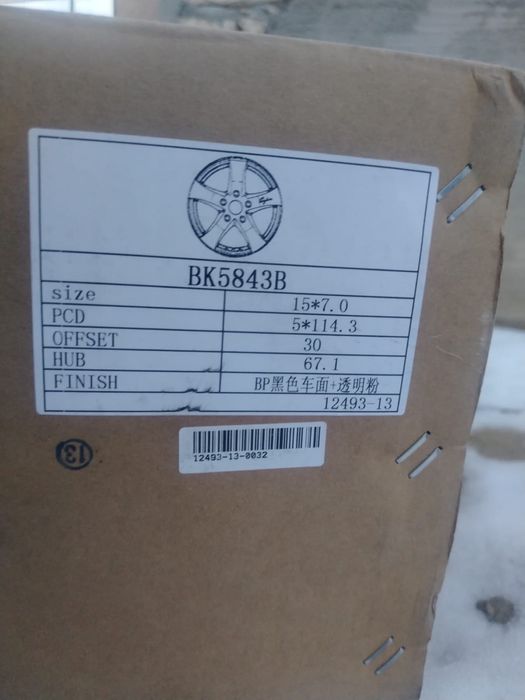 BK5843B
size 15*7.0
PCD 5*114.3
OFFSET 30
HUB 67.1
FINISH BP黑色车面+透明粉
12493-13
12493-13-0032
13